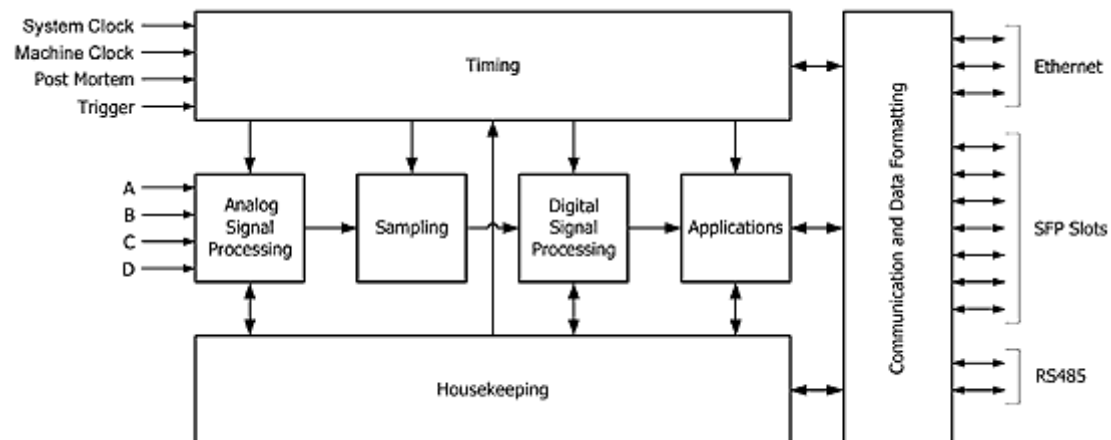 System Clock
Machine Clock
Post Mortem
Trigger
Timing
Ethernet
A
B
C
D
Analog
Signal
Processing
Sampling
Digital
Signal
Processing
Applications
Communication and Data Formatting
SFP Slots
Housekeeping
RS485